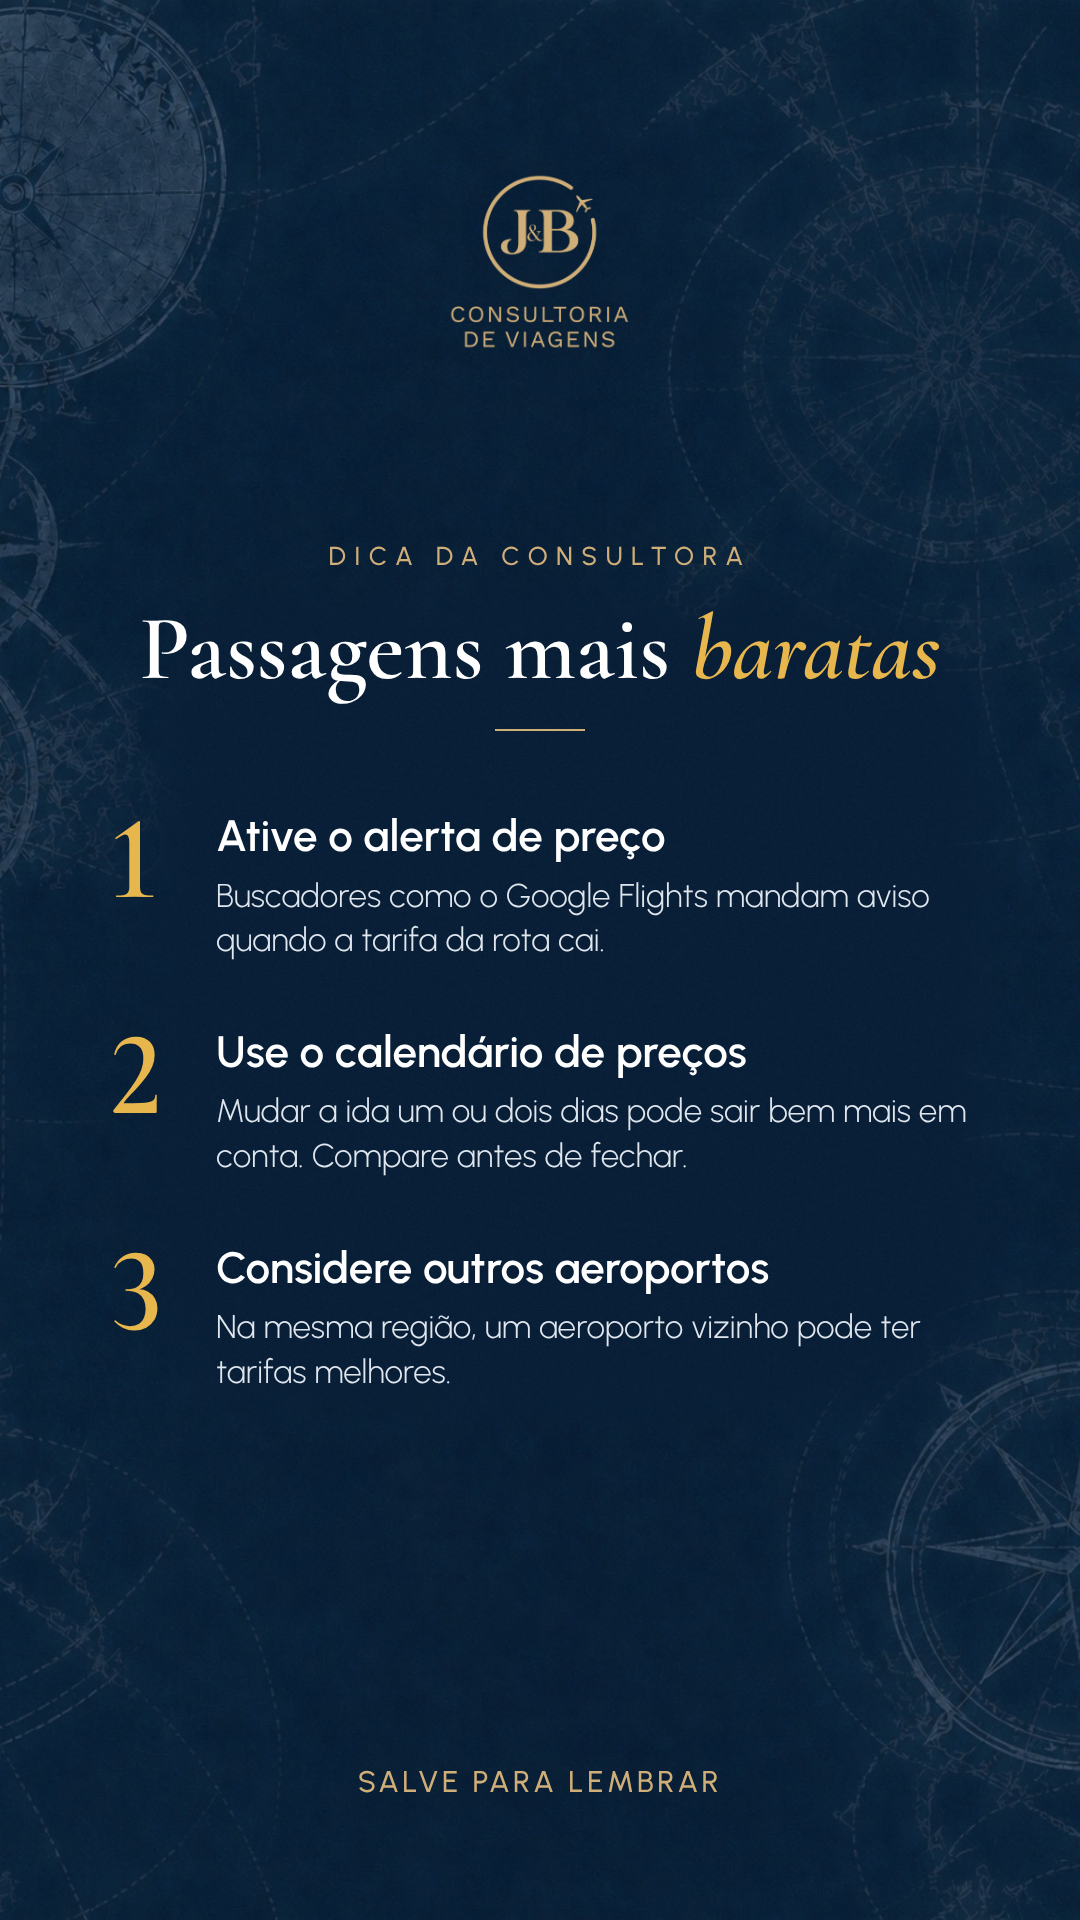 J&B
CONSULTORIA
DE VIAGENS
DICA DA CONSULTORA
Passagens mais baratas
1
Ative o alerta de preço
Buscadores como o Google Flights mandam aviso
quando a tarifa da rota cai.
2
Use o calendário de preços
Mudar a ida um ou dois dias pode sair bem mais em
conta. Compare antes de fechar.
3
Considere outros aeroportos
Na mesma região, um aeroporto vizinho pode ter
tarifas melhores.
SALVE PARA LEMBRAR